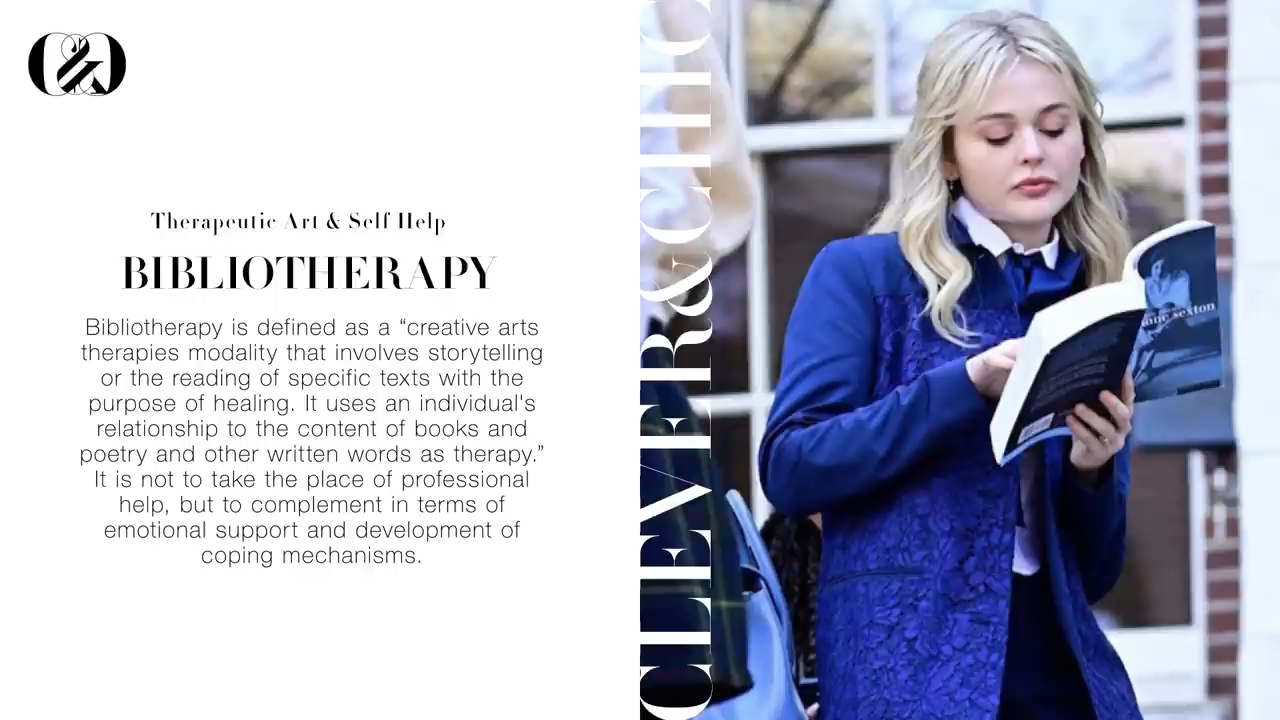 Therapeutic Art & Self Help
BIBLIOTHERAPY
Bibliotherapy is defined as a “creative arts
therapies modality that involves storytelling
or the reading of specific texts with the
purpose of healing. It uses an individual's
relationship to the content of books and
poetry and other written words as therapy.”
It is not to take the place of professional
help, but to complement in terms of
emotional support and development of
coping mechanisms.
CLEVER&CHIC
sexton